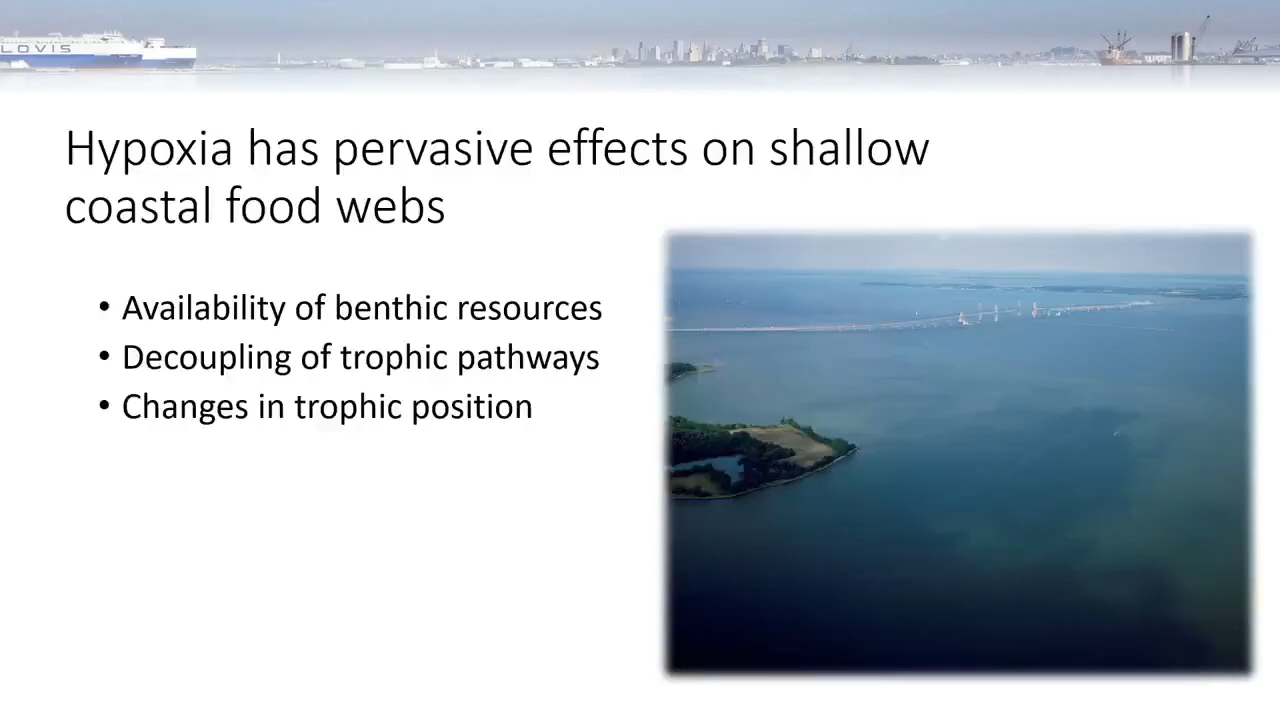 LOVIS
Hypoxia has pervasive effects on shallow
coastal food webs
• Availability of benthic resources
• Decoupling of trophic pathways
• Changes in trophic position